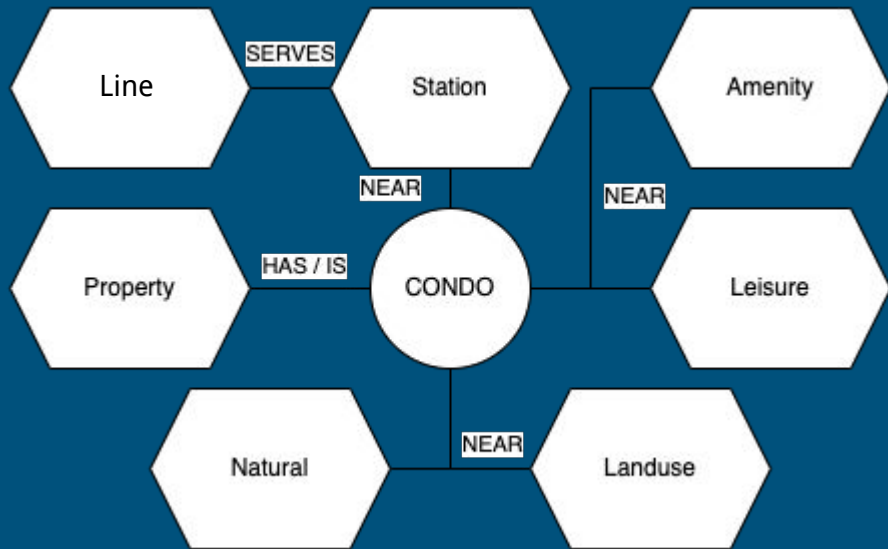 SERVES
Line
Station
Amenity
NEAR
NEAR
Property
HAS / IS
CONDO
Leisure
Natural
NEAR
Landuse